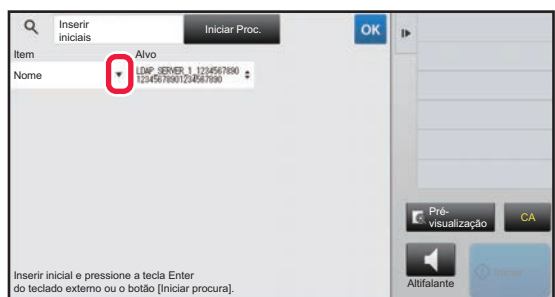 Inserir
iniciais
Iniciar Proc.
OK
Item
Alvo
Nome
LDAP_SERVER_1_1234567890
12345678901234567890
Pré-
visualização
CA
Altifalante
Iniciar
Inserir inicial e pressione a tecla Enter
do teclado externo ou o botão [Iniciar procura].